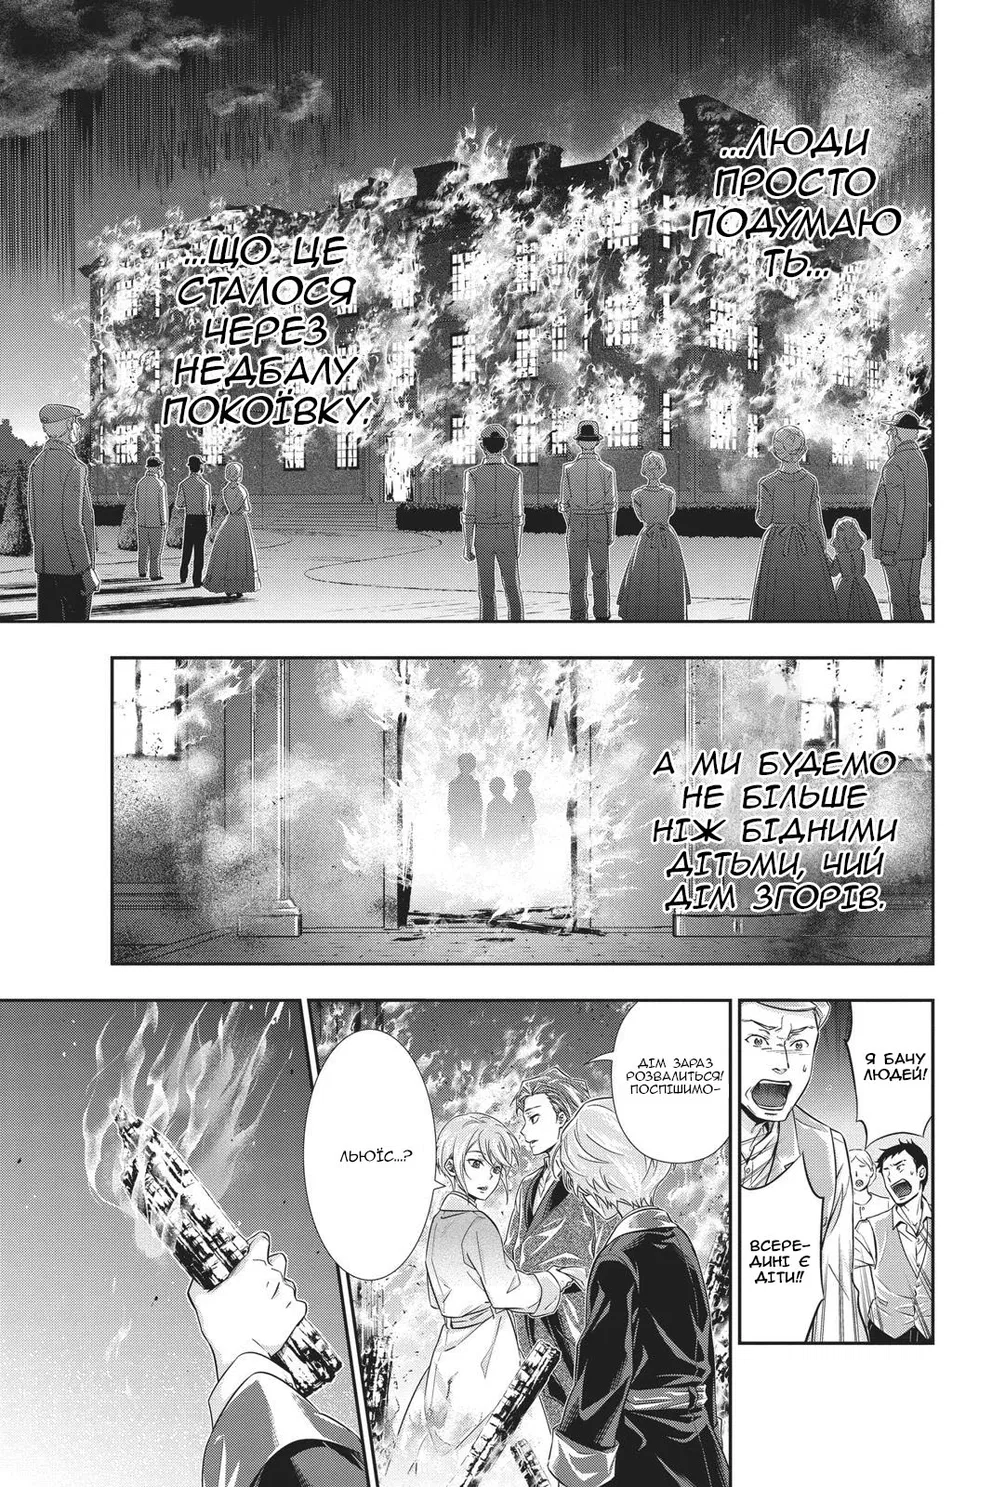 ...ЛЮДИ
ПРОСТО
ПОДУМАЮ
ТЬ...
...ЩО ЦЕ
СТАЛОСЯ
ЧЕРЕЗ
НЕДБАЛУ
ПОКОЇВКУ.
А МИ БУДЕМО
НЕ БІЛЬШЕ
НІЖ БІДНИМИ
ДІТЬМИ, ЧИЙ
ДІМ ЗГОРІВ.
Я БАЧУ
ЛЮДЕЙ!
ВСЕРЕ-
ДИНІ Є
ДІТИ!!
ДІМ ЗАРАЗ
РОЗВАЛИТЬСЯ!
ПОСПІШИМО-
ЛЬЮЇС...?